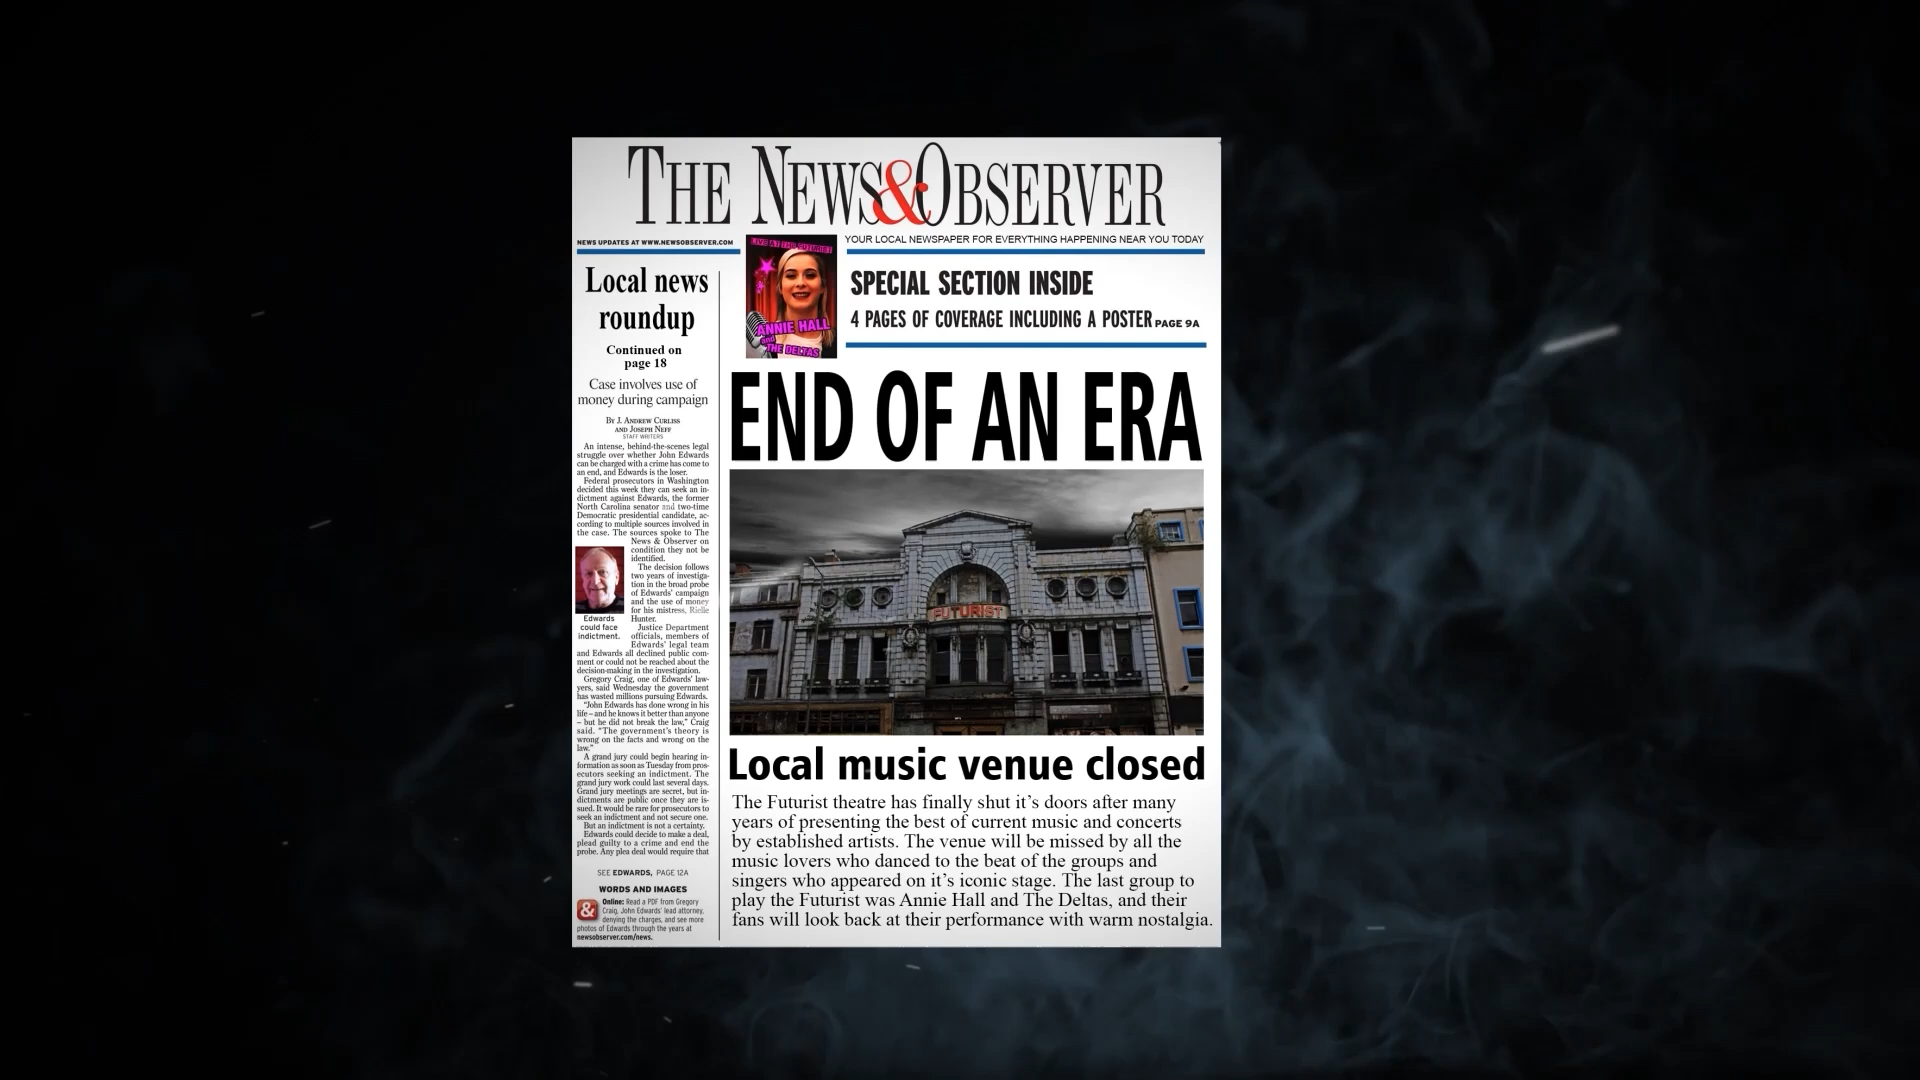 THE NEWS&OBSERVER
NEWS UPDATES AT WWW.NEWSOBSERVER.COM
YOUR LOCAL NEWSPAPER FOR EVERYTHING HAPPENING NEAR YOU TODAY
Local news
roundup
Continued on
page 18
Case involves use of
money during campaign
BY J. ANDREW CURLISS
AND JOSEPH NEFF
STAFF WRITERS
An intense, behind-the-scenes legal
struggle over whether John Edwards
can be charged with a crime has come to
an end, and Edwards is the loser.
Federal prosecutors in Washington
decided this week they can seek an in-
dictment against Edwards, the former
North Carolina senator and two-time
Democratic presidential candidate, ac-
cording to multiple sources involved in
the case. The sources spoke to The
News & Observer on
condition they not be
identified.
The decision follows
two years of investiga-
tion in the broad probe
of Edwards' campaign
and the use of money
for his mistress, Rielle
Hunter.
Justice Department
officials, members of
Edwards' legal team
Edwards
could face
indictment.
and Edwards all declined public com-
ment or could not be reached about the
decision-making in the investigation.
Gregory Craig, one of Edwards' law-
yers, said Wednesday the government
has wasted millions pursuing Edwards.
"John Edwards has done wrong in his
life – and he knows it better than anyone
– but he did not break the law," Craig
said. "The government's theory is
wrong on the facts and wrong on the
law."
A grand jury could begin hearing in-
formation as soon as Tuesday from pros-
ecutors seeking an indictment. The
grand jury work could last several days.
Grand jury meetings are secret, but in-
dictments are public once they are is-
sued. It would be rare for prosecutors to
seek an indictment and not secure one.
But an indictment is not a certainty.
Edwards could decide to make a deal,
plead guilty to a crime and end the
probe. Any plea deal would require that
SEE EDWARDS, PAGE 12A
WORDS AND IMAGES
&
Online: Read a PDF from Gregory
Craig, John Edwards' lead attorney,
denying the charges, and see more
photos of Edwards through the years at
newsobserver.com/news.
LIVE AT THE FUTURIST
ANNIE HALL
and
THE DELTAS
SPECIAL SECTION INSIDE
4 PAGES OF COVERAGE INCLUDING A POSTER PAGE 9A
END OF AN ERA
FUTURIST
Local music venue closed
The Futurist theatre has finally shut it’s doors after many
years of presenting the best of current music and concerts
by established artists. The venue will be missed by all the
music lovers who danced to the beat of the groups and
singers who appeared on it’s iconic stage. The last group to
play the Futurist was Annie Hall and The Deltas, and their
fans will look back at their performance with warm nostalgia.